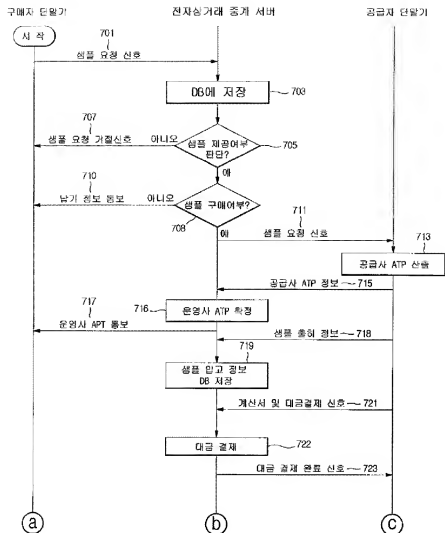 구매자 단말기
전자상거래 중계 서버
공급자 단말기
시 작
701
샘플 요청 신호
DB에 저장
703
707
샘플 요청 거절신호
아니오
샘플 제공여부
판단?
705
예
710
납기 정보 통보
아니오
샘플 구매여부?
708
예
711
샘플 요청 신호
713
공급사 ATP 산출
공급사 ATP 정보
715
716
운영사 ATP 확정
717
운영사 APT 통보
샘플 출하 정보
718
719
샘플 입고 정보
DB 저장
계산서 및 대금결제 신호
721
대금 결제
722
대금 결제 완료 신호
723
a
b
c